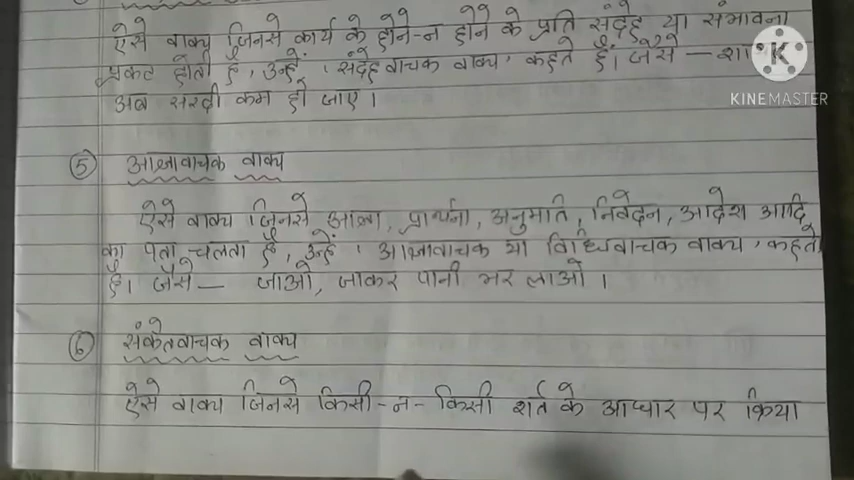 ऐसे वाक्य जिनसे कार्य के होने-न होने के प्रति संदेह या संभावना
प्रकट होती है, उन्हें 'संदेहवाचक वाक्य' कहते हैं। जैसे — शा
अब सरदी कम हो जाए।
KINEMASTER
⑤ आज्ञावाचक वाक्य
ऐसे वाक्य जिनसे आज्ञा, प्रार्थना, अनुमति, निवेदन, आदेश आदि
का पता चलता है, उन्हें 'आज्ञावाचक या विधिवाचक वाक्य' कहते
हैं। जैसे — जाओ, जाकर पानी भर लाओ।
⑥ संकेतवाचक वाक्य
ऐसे वाक्य जिनसे किसी-न-किसी शर्त के आधार पर क्रिया